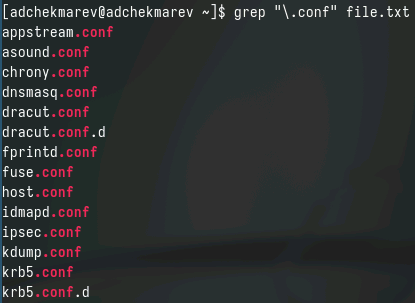 [adchekmarev@adchekmarev ~]$ grep "\.conf" file.txt
appstream.conf
asound.conf
chrony.conf
dnsmasq.conf
dracut.conf
dracut.conf.d
fprintd.conf
fuse.conf
host.conf
idmapd.conf
ipsec.conf
kdump.conf
krb5.conf
krb5.conf.d